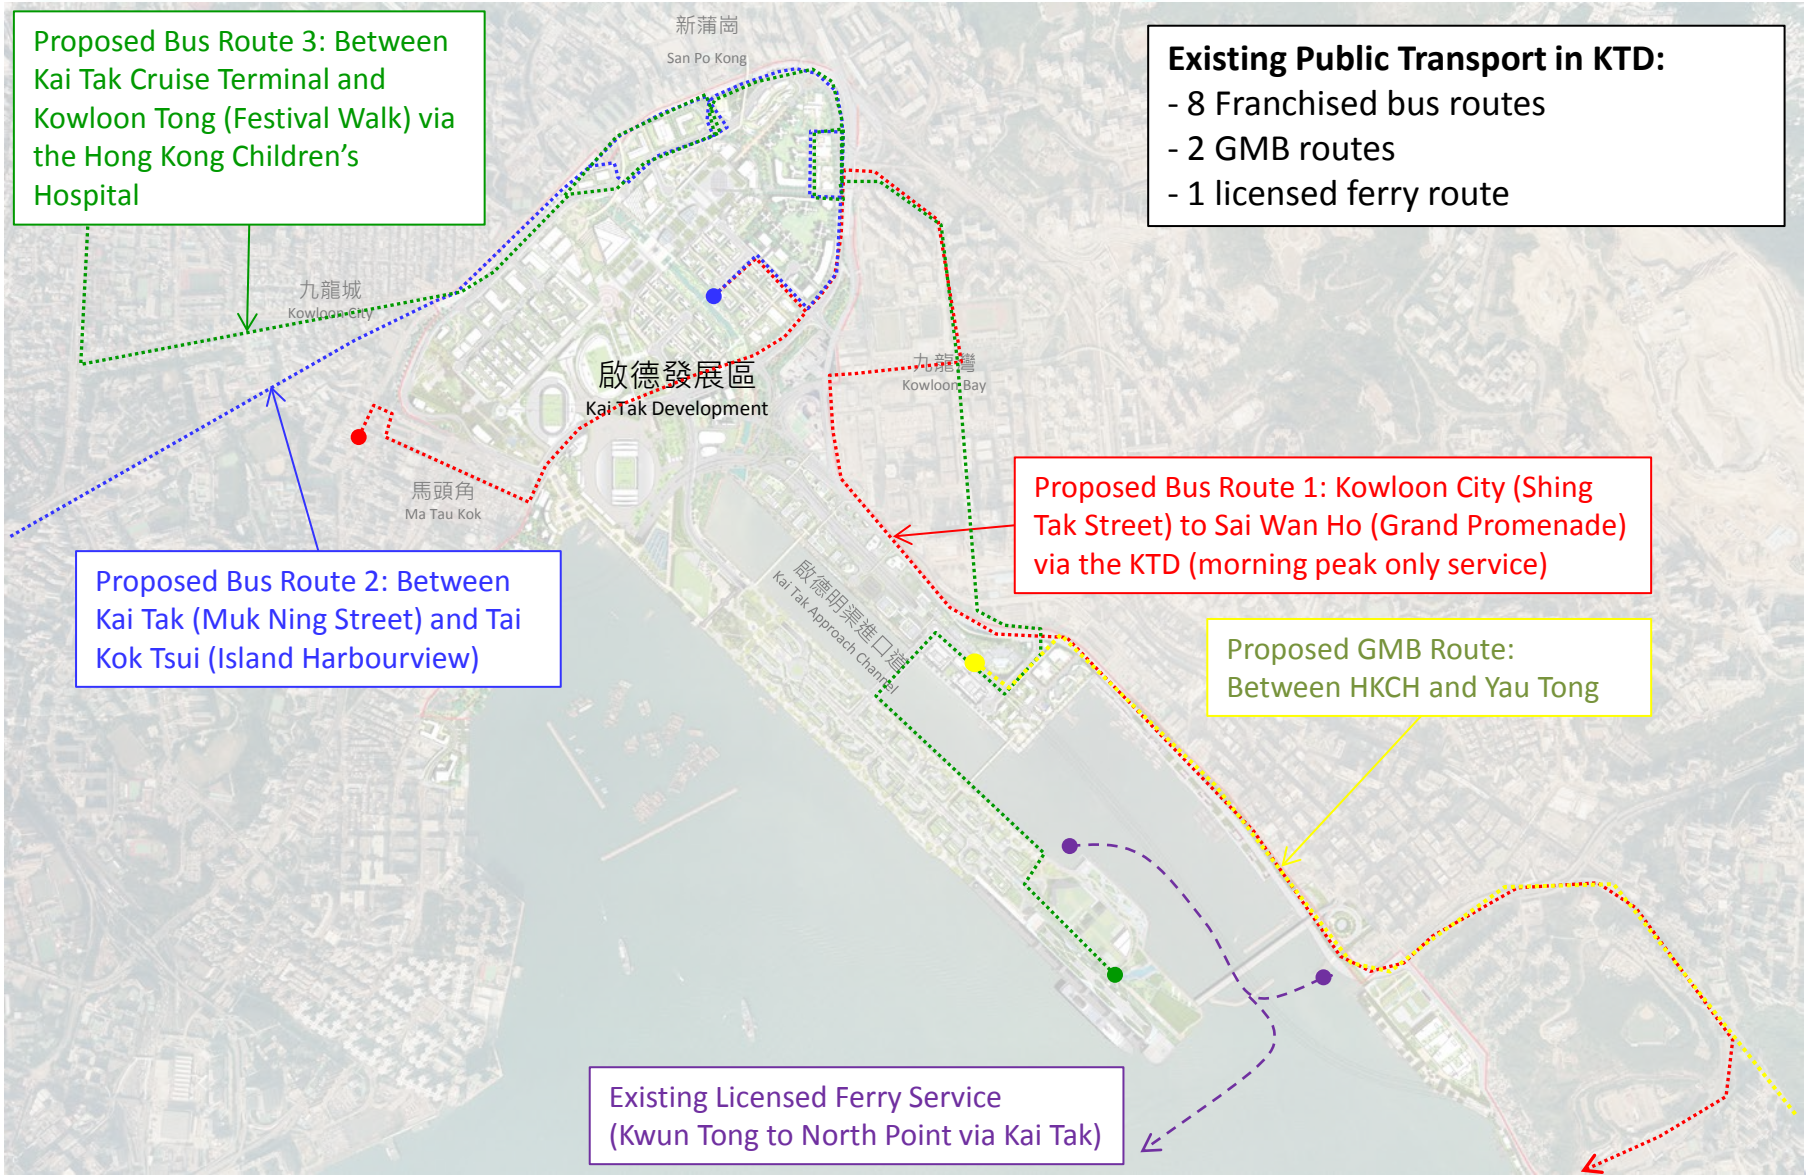 Proposed Bus Route 3: Between
Kai Tak Cruise Terminal and
Kowloon Tong (Festival Walk) via
the Hong Kong Children's
Hospital
新蒲崗
San Po Kong
Existing Public Transport in KTD:
- 8 Franchised bus routes
- 2 GMB routes
- 1 licensed ferry route
九龍城
Kowloon City
啟德發展區
Kai Tak Development
九龍灣
Kowloon Bay
馬頭角
Ma Tau Kok
Proposed Bus Route 1: Kowloon City (Shing
Tak Street) to Sai Wan Ho (Grand Promenade)
via the KTD (morning peak only service)
Proposed Bus Route 2: Between
Kai Tak (Muk Ning Street) and Tai
Kok Tsui (Island Harbourview)
啟德明渠進口道
Kai Tak Approach Channel
Proposed GMB Route:
Between HKCH and Yau Tong
Existing Licensed Ferry Service
(Kwun Tong to North Point via Kai Tak)